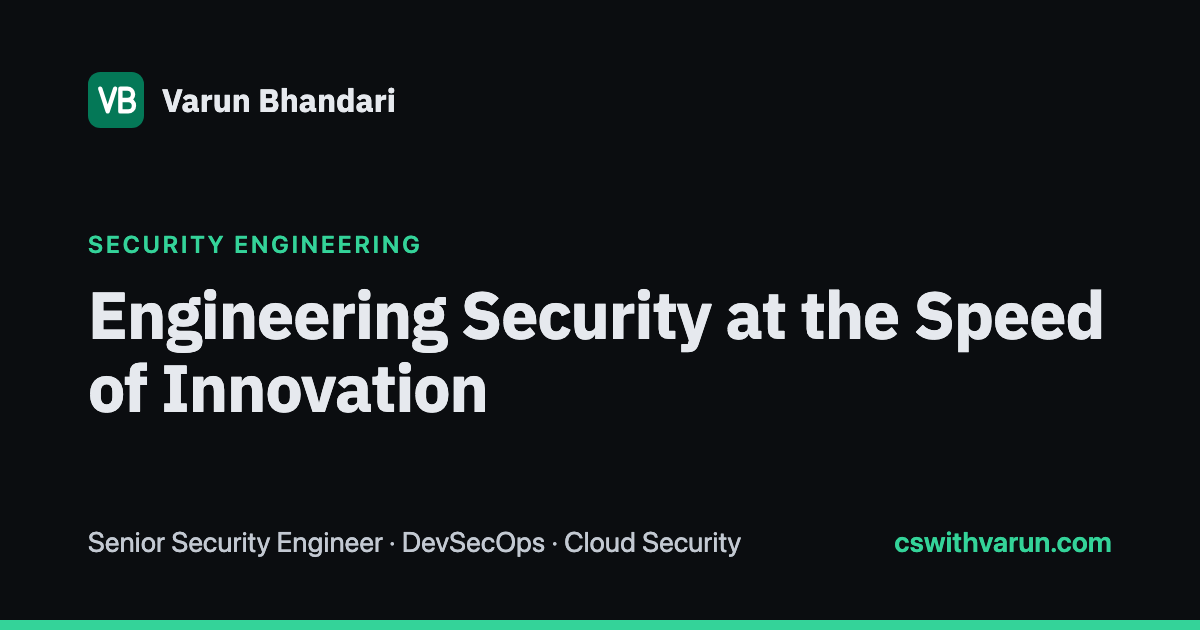 VB
Varun Bhandari
SECURITY ENGINEERING
Engineering Security at the Speed
of Innovation
Senior Security Engineer · DevSecOps · Cloud Security
cswithvarun.com